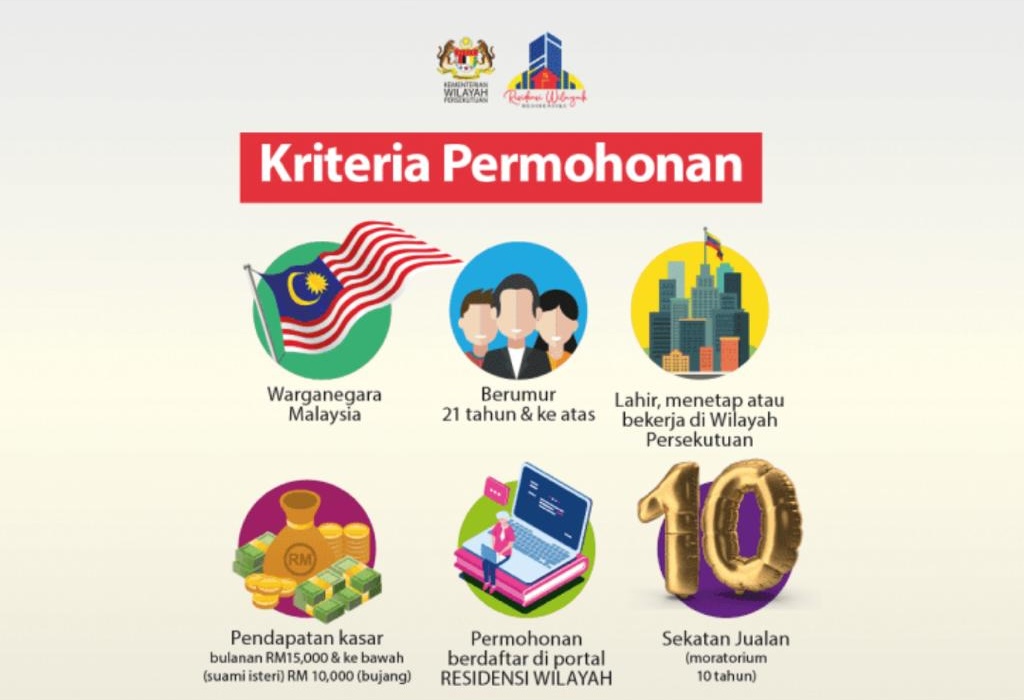 KEMENTERIAN
WILAYAH
PERSEKUTUAN
Residensi Wilayah
Kriteria Permohonan
Warganegara
Malaysia
Berumur
21 tahun & ke atas
Lahir, menetap atau
bekerja di Wilayah
Persekutuan
RM
10
Pendapatan kasar
bulanan RM15,000 & ke bawah
(suami isteri) RM 10,000 (bujang)
Permohonan
berdaftar di portal
RESIDENSI WILAYAH
Sekatan Jualan
(moratorium
10 tahun)